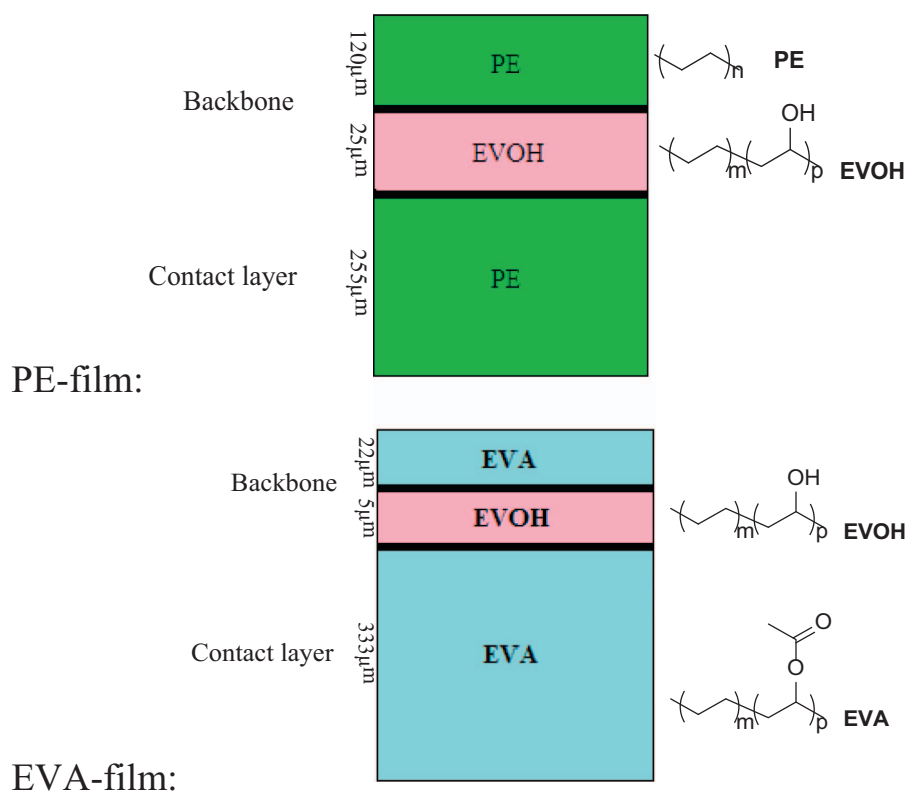 120µm
PE
n
PE
Backbone
OH
25µm
EVOH
m
p
EVOH
255µm
Contact layer
PE
PE-film:
22µm
EVA
Backbone
OH
5µm
EVOH
m
p
EVOH
O
333µm
Contact layer
EVA
O
m
p
EVA
EVA-film: